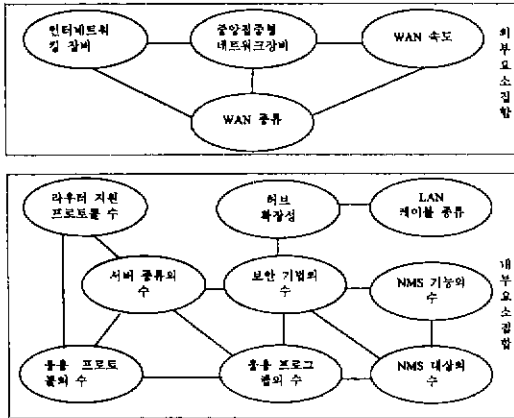 인터네트워
킹 장비
중앙집중형
네트워크장비
WAN 속도
WAN 종류
외부요소집합
라우터 지원
프로토콜 수
허브
확장성
LAN
케이블 종류
서버 종류의
수
보안 기법의
수
NMS 기능의
수
응용 프로토
콜의 수
응용 프로그
램의 수
NMS 대상의
수
내부요소집합